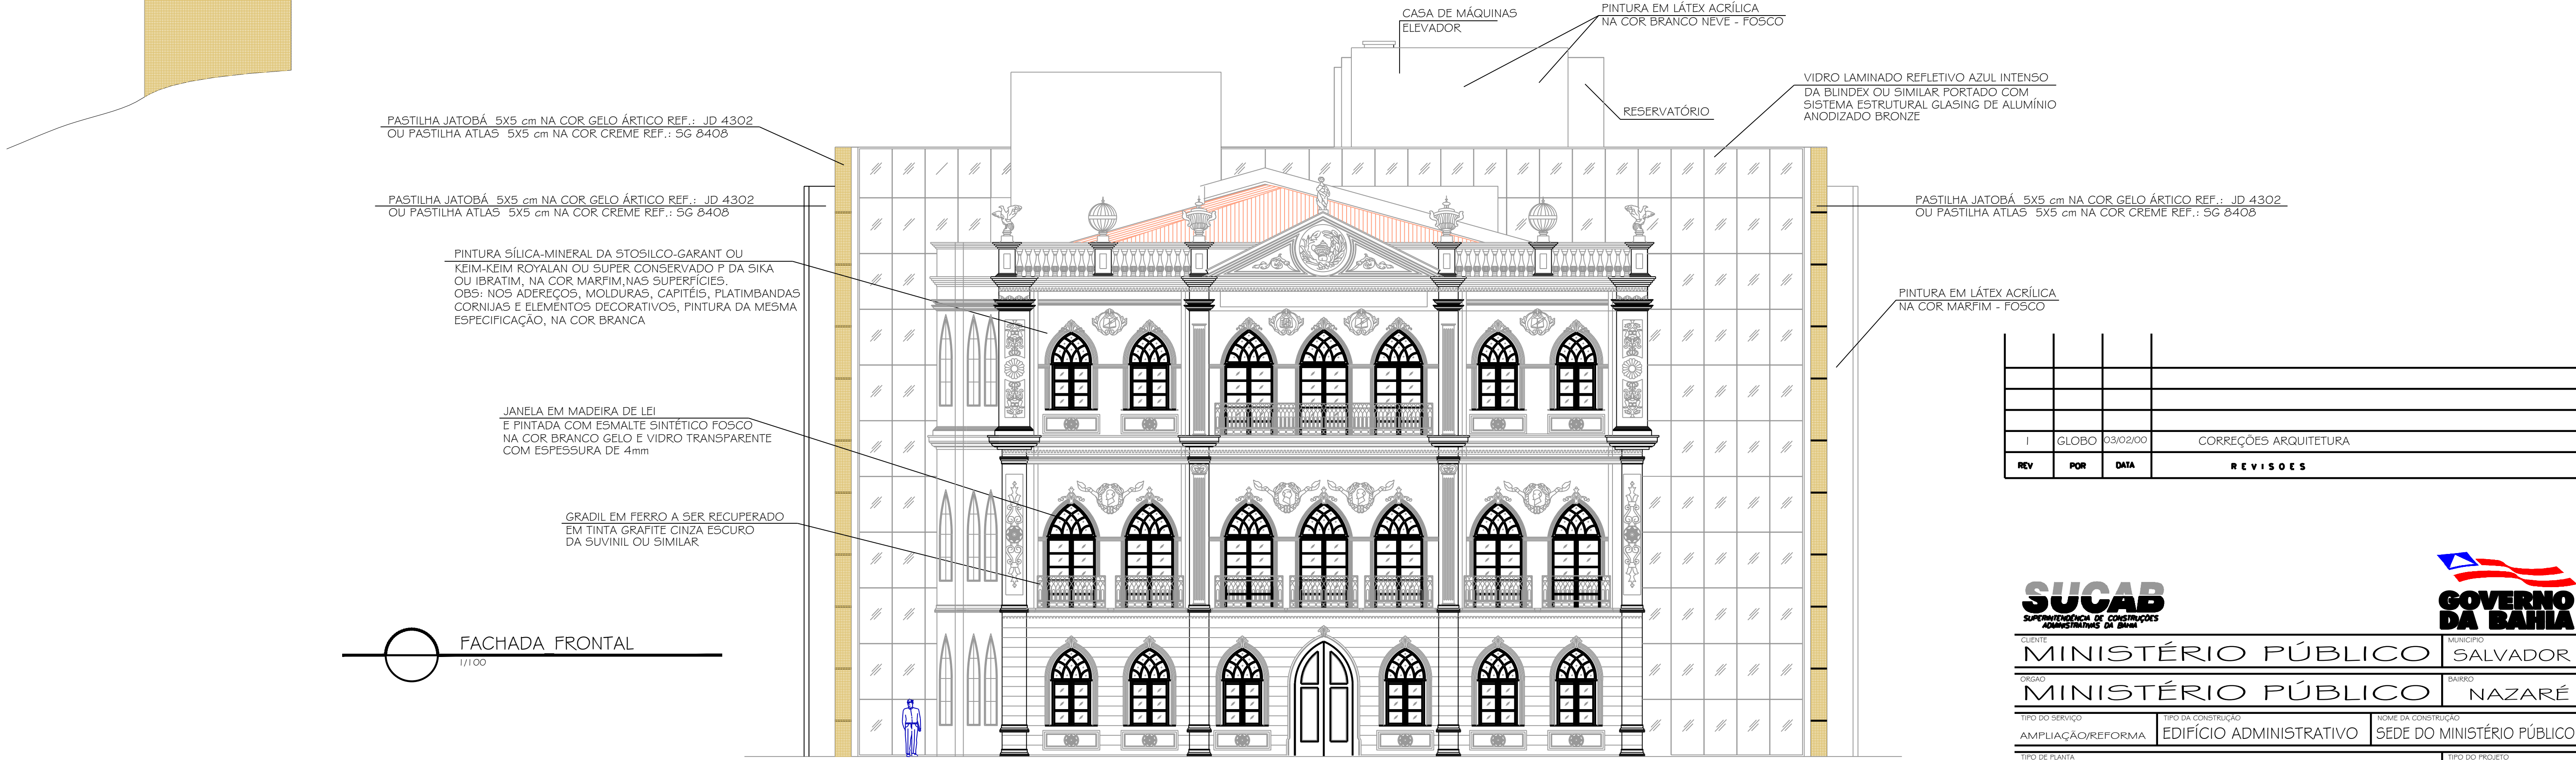 CASA DE MÁQUINAS
ELEVADOR
PINTURA EM LÁTEX ACRÍLICA
NA COR BRANCO NEVE - FOSCO
RESERVATÓRIO
VIDRO LAMINADO REFLETIVO AZUL INTENSO
DA BLINDEX OU SIMILAR PORTADO COM
SISTEMA ESTRUTURAL GLASING DE ALUMÍNIO
ANODIZADO BRONZE
PASTILHA JATOBÁ 5X5 cm NA COR GELO ÁRTICO REF.: JD 4302
OU PASTILHA ATLAS 5X5 cm NA COR CREME REF.: SG 8408
PASTILHA JATOBÁ 5X5 cm NA COR GELO ÁRTICO REF.: JD 4302
OU PASTILHA ATLAS 5X5 cm NA COR CREME REF.: SG 8408
PASTILHA JATOBÁ 5X5 cm NA COR GELO ÁRTICO REF.: JD 4302
OU PASTILHA ATLAS 5X5 cm NA COR CREME REF.: SG 8408
PINTURA SÍLICA-MINERAL DA STOSILCO-GARANT OU
KEIM-KEIM ROYALAN OU SUPER CONSERVADO P DA SIKA
OU IBRATIM, NA COR MARFIM,NAS SUPERFÍCIES.
OBS: NOS ADEREÇOS, MOLDURAS, CAPITÉIS, PLATIMBANDAS
CORNIJAS E ELEMENTOS DECORATIVOS, PINTURA DA MESMA
ESPECIFICAÇÃO, NA COR BRANCA
PINTURA EM LÁTEX ACRÍLICA
NA COR MARFIM - FOSCO
JANELA EM MADEIRA DE LEI
E PINTADA COM ESMALTE SINTÉTICO FOSCO
NA COR BRANCO GELO E VIDRO TRANSPARENTE
COM ESPESSURA DE 4mm
GRADIL EM FERRO A SER RECUPERADO
EM TINTA GRAFITE CINZA ESCURO
DA SUVINIL OU SIMILAR
FACHADA FRONTAL
1/100
1 GLOBO 03/02/00 CORREÇÕES ARQUITETURA
REV POR DATA REVISOES
SUCAB
SUPERINTENDÊNCIA DE CONSTRUÇÕES
ADMINISTRATIVAS DA BAHIA
GOVERNO
DA BAHIA
CLIENTE MUNICIPIO
MINISTÉRIO PÚBLICO SALVADOR
ORGAO BAIRRO
MINISTÉRIO PÚBLICO NAZARÉ
TIPO DO SERVIÇO TIPO DA CONSTRUÇÃO NOME DA CONSTRUÇÃO
AMPLIAÇÃO/REFORMA EDIFÍCIO ADMINISTRATIVO SEDE DO MINISTÉRIO PÚBLICO
TIPO DE PLANTA TIPO DO PROJETO